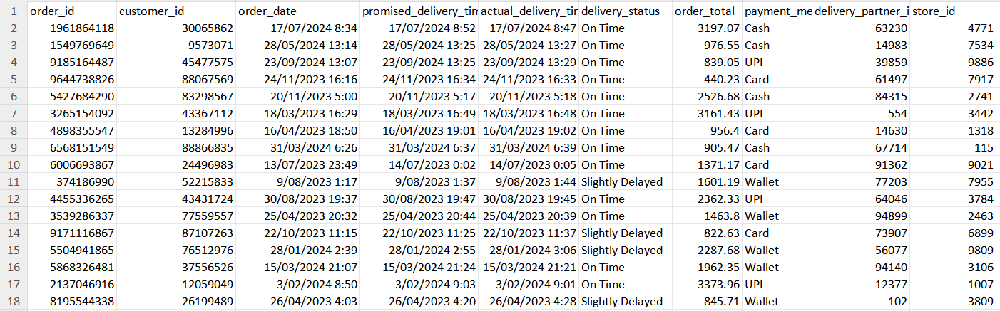 1 order_id customer_id order_date promised_delivery_tim actual_delivery_tim delivery_status order_total payment_me delivery_partner_i store_id
2 1961864118 30065862 17/07/2024 8:34 17/07/2024 8:52 17/07/2024 8:47 On Time 3197.07 Cash 63230 4771
3 1549769649 9573071 28/05/2024 13:14 28/05/2024 13:25 28/05/2024 13:27 On Time 976.55 Cash 14983 7534
4 9185164487 45477575 23/09/2024 13:07 23/09/2024 13:25 23/09/2024 13:29 On Time 839.05 UPI 39859 9886
5 9644738826 88067569 24/11/2023 16:16 24/11/2023 16:34 24/11/2023 16:33 On Time 440.23 Card 61497 7917
6 5427684290 83298567 20/11/2023 5:00 20/11/2023 5:17 20/11/2023 5:18 On Time 2526.68 Cash 84315 2741
7 3265154092 43367112 18/03/2023 16:29 18/03/2023 16:49 18/03/2023 16:48 On Time 3161.43 UPI 554 3442
8 4898355547 13284996 16/04/2023 18:50 16/04/2023 19:01 16/04/2023 19:02 On Time 956.4 Card 14630 1318
9 6568151549 88866835 31/03/2023 6:26 31/03/2023 6:37 31/03/2023 6:39 On Time 905.47 Cash 67714 115
10 6006693867 24496983 13/07/2023 23:49 14/07/2023 0:02 14/07/2023 0:05 On Time 1371.17 Card 91362 9021
11 374186990 52215833 9/08/2023 1:17 9/08/2023 1:37 9/08/2023 1:44 Slightly Delayed 1601.19 Wallet 77203 7955
12 4455336265 43431724 30/08/2023 19:37 30/08/2023 19:47 30/08/2023 19:45 On Time 2362.33 UPI 64046 3784
13 3539286337 77559557 25/04/2023 20:32 25/04/2023 20:44 25/04/2023 20:39 On Time 1463.8 Wallet 94899 2463
14 9171116867 87107263 22/10/2023 11:15 22/10/2023 11:25 22/10/2023 11:37 Slightly Delayed 822.63 Card 73907 6899
15 5504941865 76512976 28/01/2024 2:39 28/01/2024 2:55 28/01/2024 3:06 Slightly Delayed 2287.68 Wallet 56077 9809
16 5868326481 37556526 15/03/2024 21:07 15/03/2024 21:24 15/03/2024 21:21 On Time 1962.35 Wallet 94140 3106
17 2137046916 12059049 3/02/2024 8:50 3/02/2024 9:03 3/02/2024 9:01 On Time 3373.96 UPI 12377 1007
18 8195544338 26199489 26/04/2023 4:03 26/04/2023 4:20 26/04/2023 4:28 Slightly Delayed 845.71 Wallet 102 3809